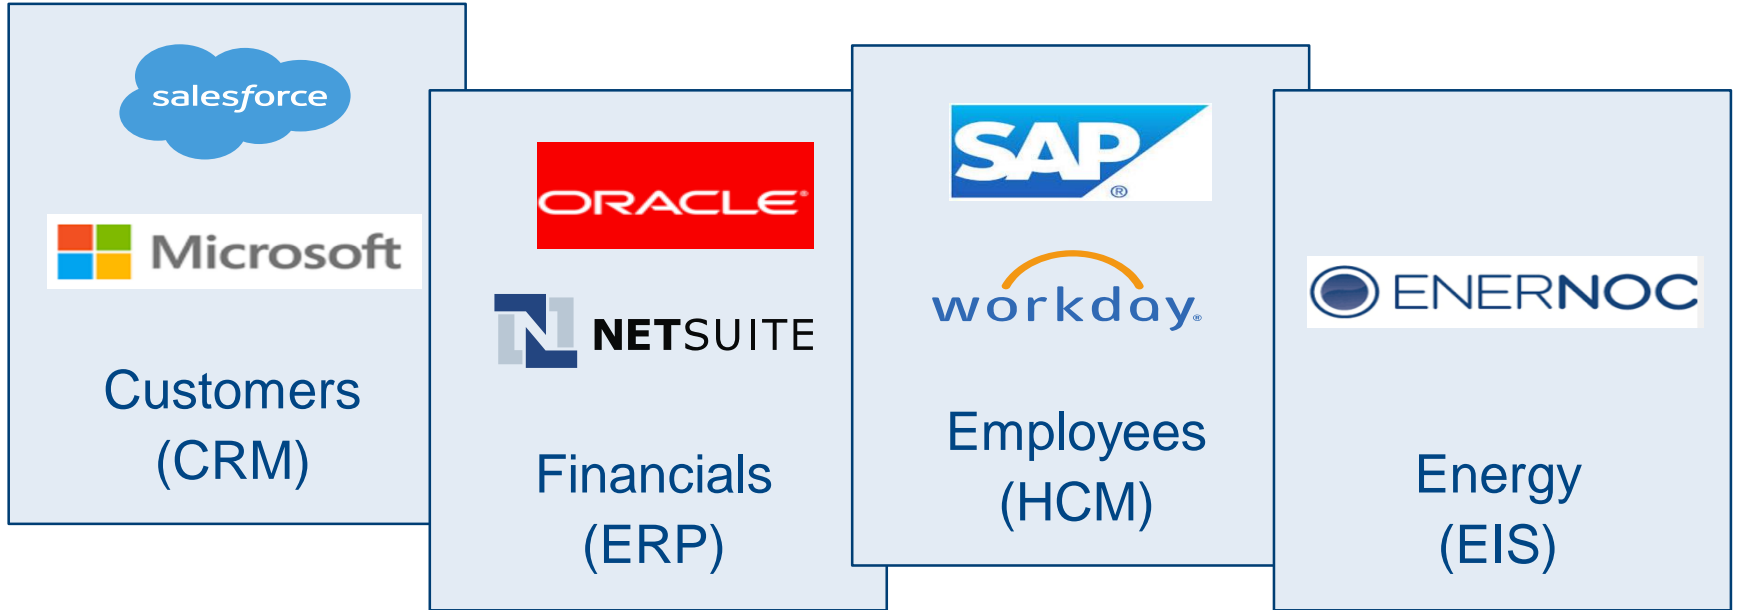 salesforce
Microsoft
Customers
(CRM)
ORACLE®
NETSUITE
Financials
(ERP)
SAP
®
workday®
Employees
(HCM)
ENERNOC
Energy
(EIS)